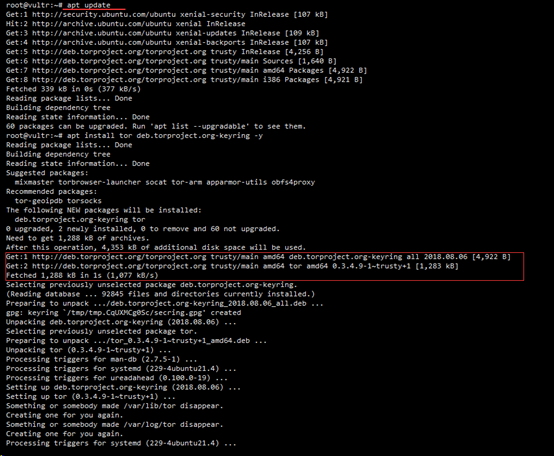 root@vultr:~# apt update
Get:1 http://security.ubuntu.com/ubuntu xenial-security InRelease [107 kB]
Hit:2 http://archive.ubuntu.com/ubuntu xenial InRelease
Get:3 http://archive.ubuntu.com/ubuntu xenial-updates InRelease [109 kB]
Get:4 http://archive.ubuntu.com/ubuntu xenial-backports InRelease [107 kB]
Get:5 http://deb.torproject.org/torproject.org trusty InRelease [4,256 B]
Get:6 http://deb.torproject.org/torproject.org trusty/main Sources [1,640 B]
Get:7 http://deb.torproject.org/torproject.org trusty/main amd64 Packages [4,922 B]
Get:8 http://deb.torproject.org/torproject.org trusty/main i386 Packages [4,921 B]
Fetched 339 kB in 0s (377 kB/s)
Reading package lists... Done
Building dependency tree
Reading state information... Done
60 packages can be upgraded. Run 'apt list --upgradable' to see them.
root@vultr:~# apt install tor deb.torproject.org-keyring -y
Reading package lists... Done
Building dependency tree
Reading state information... Done
Suggested packages:
mixmaster torbrowser-launcher socat tor-arm apparmor-utils obfs4proxy
Recommended packages:
tor-geoipdb torsocks
The following NEW packages will be installed:
deb.torproject.org-keyring tor
0 upgraded, 2 newly installed, 0 to remove and 60 not upgraded.
Need to get 1,288 kB of archives.
After this operation, 4,353 kB of additional disk space will be used.
Get:1 http://deb.torproject.org/torproject.org trusty/main amd64 deb.torproject.org-keyring all 2018.08.06 [4,922 B]
Get:2 http://deb.torproject.org/torproject.org trusty/main amd64 tor amd64 0.3.4.9-1~trusty+1 [1,283 kB]
Fetched 1,288 kB in 1s (1,077 kB/s)
Selecting previously unselected package deb.torproject.org-keyring.
(Reading database ... 92845 files and directories currently installed.)
Preparing to unpack .../deb.torproject.org-keyring_2018.08.06_all.deb ...
gpg: keyring `/tmp/tmp.CqUXMCg0Sc/secring.gpg' created
Unpacking deb.torproject.org-keyring (2018.08.06) ...
Selecting previously unselected package tor.
Preparing to unpack .../tor_0.3.4.9-1~trusty+1_amd64.deb ...
Unpacking tor (0.3.4.9-1~trusty+1) ...
Processing triggers for man-db (2.7.5-1) ...
Processing triggers for systemd (229-4ubuntu21.4) ...
Processing triggers for ureadahead (0.100.0-19) ...
Setting up deb.torproject.org-keyring (2018.08.06) ...
Setting up tor (0.3.4.9-1~trusty+1) ...
Something or somebody made /var/lib/tor disappear.
Creating one for you again.
Something or somebody made /var/log/tor disappear.
Creating one for you again.
Processing triggers for systemd (229-4ubuntu21.4) ...